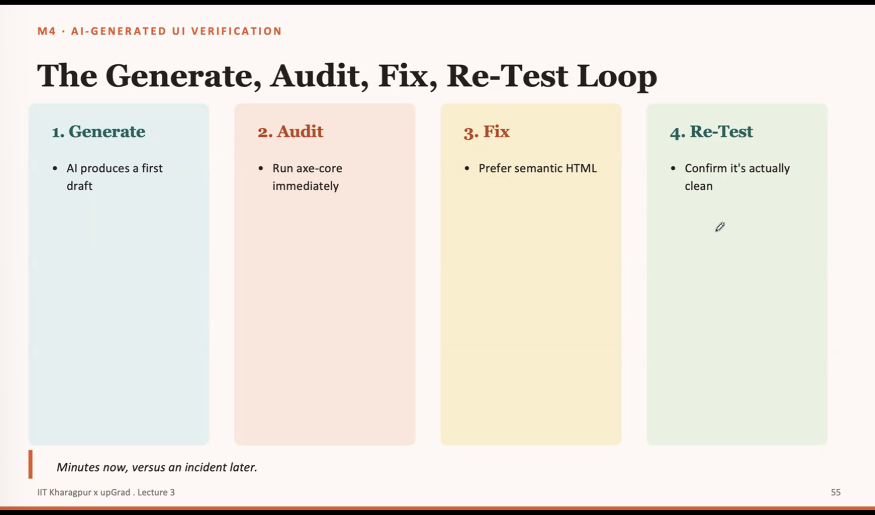 M4 · AI-GENERATED UI VERIFICATION
The Generate, Audit, Fix, Re-Test Loop
1. Generate
• AI produces a first
draft
2. Audit
• Run axe-core
immediately
3. Fix
• Prefer semantic HTML
4. Re-Test
• Confirm it's actually
clean
Minutes now, versus an incident later.
IIT Kharagpur x upGrad . Lecture 3
55